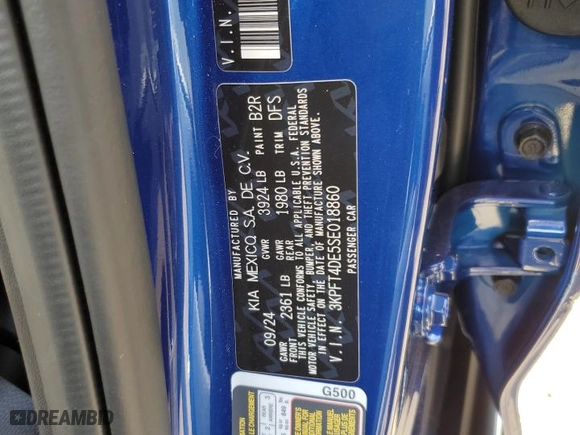 V.I.N.
MANUFACTURED BY
KIA MEXICO S.A. DE C.V.
09/24 GVWR 3924 LB PAINT B2R
GAWR FRONT 2361 LB GAWR REAR 1980 LB TRIM DFS
THIS VEHICLE CONFORMS TO ALL APPLICABLE U.S.A. FEDERAL
MOTOR VEHICLE SAFETY, BUMPER, AND THEFT PREVENTION STANDARDS
IN EFFECT ON THE DATE OF MANUFACTURE SHOWN ABOVE.
V.I.N. 3KPFT4DE5SE018860
PASSENGER CAR
G500
DREAMBID